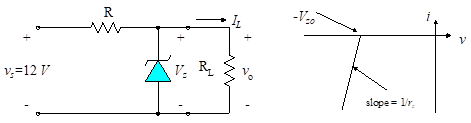 R
I_L
-V_zo
i
v
+
+
+
v_s=12 V
V_z
R_L
v_o
slope = 1/r_z
-
-
-